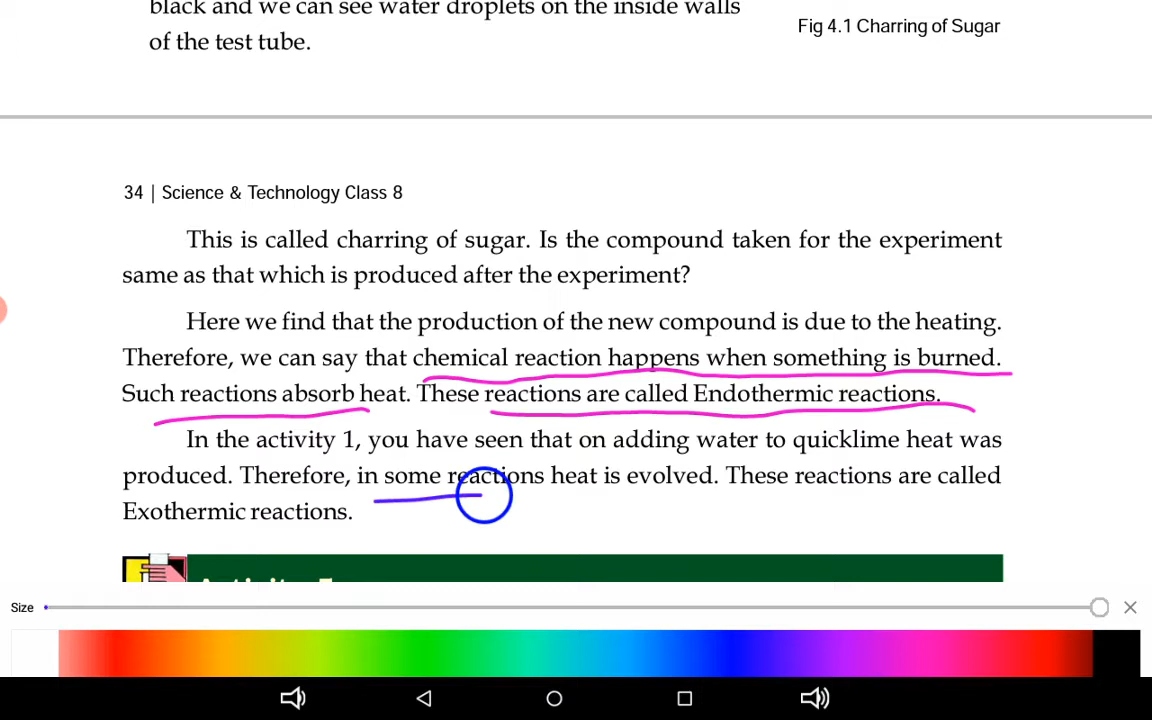 black and we can see water droplets on the inside walls
of the test tube.
Fig 4.1 Charring of Sugar
34 | Science & Technology Class 8
This is called charring of sugar. Is the compound taken for the experiment
same as that which is produced after the experiment?
Here we find that the production of the new compound is due to the heating.
Therefore, we can say that chemical reaction happens when something is burned.
Such reactions absorb heat. These reactions are called Endothermic reactions.
In the activity 1, you have seen that on adding water to quicklime heat was
produced. Therefore, in some reactions heat is evolved. These reactions are called
Exothermic reactions.
Size